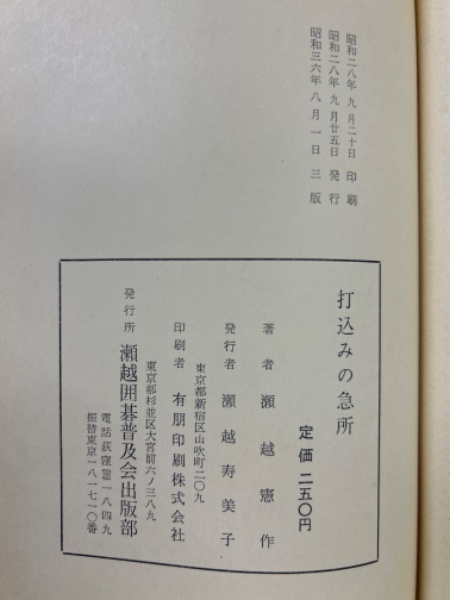 昭和二八年九月二十日 印刷
昭和二八年九月廿五日 発行
昭和三六年八月一日 三版
打込みの急所
定価 二五〇円
著者 瀬越憲作
発行者 瀬越寿美子
東京都新宿区山吹町二〇九
印刷者 有朋印刷株式会社
東京都杉並区大宮前六ノ三八九
発行所 瀬越囲碁普及会出版部
電話荻窪㊴一八四九
振替東京一八一七一〇番